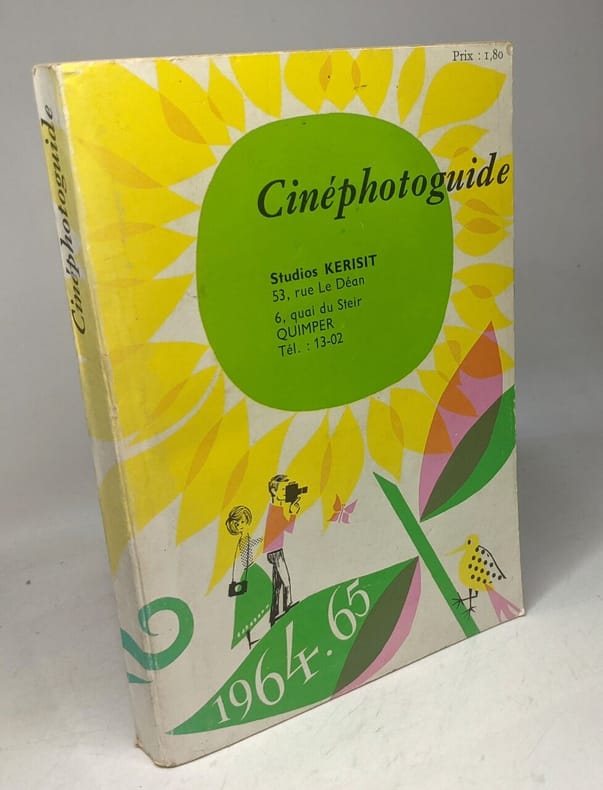 Prix : 1,80
Cinéphotoguide
Cinéphotoguide
Studios KERISIT
53, rue Le Déan
6, quai du Steir
QUIMPER
Tél. : 13-02
1964.65